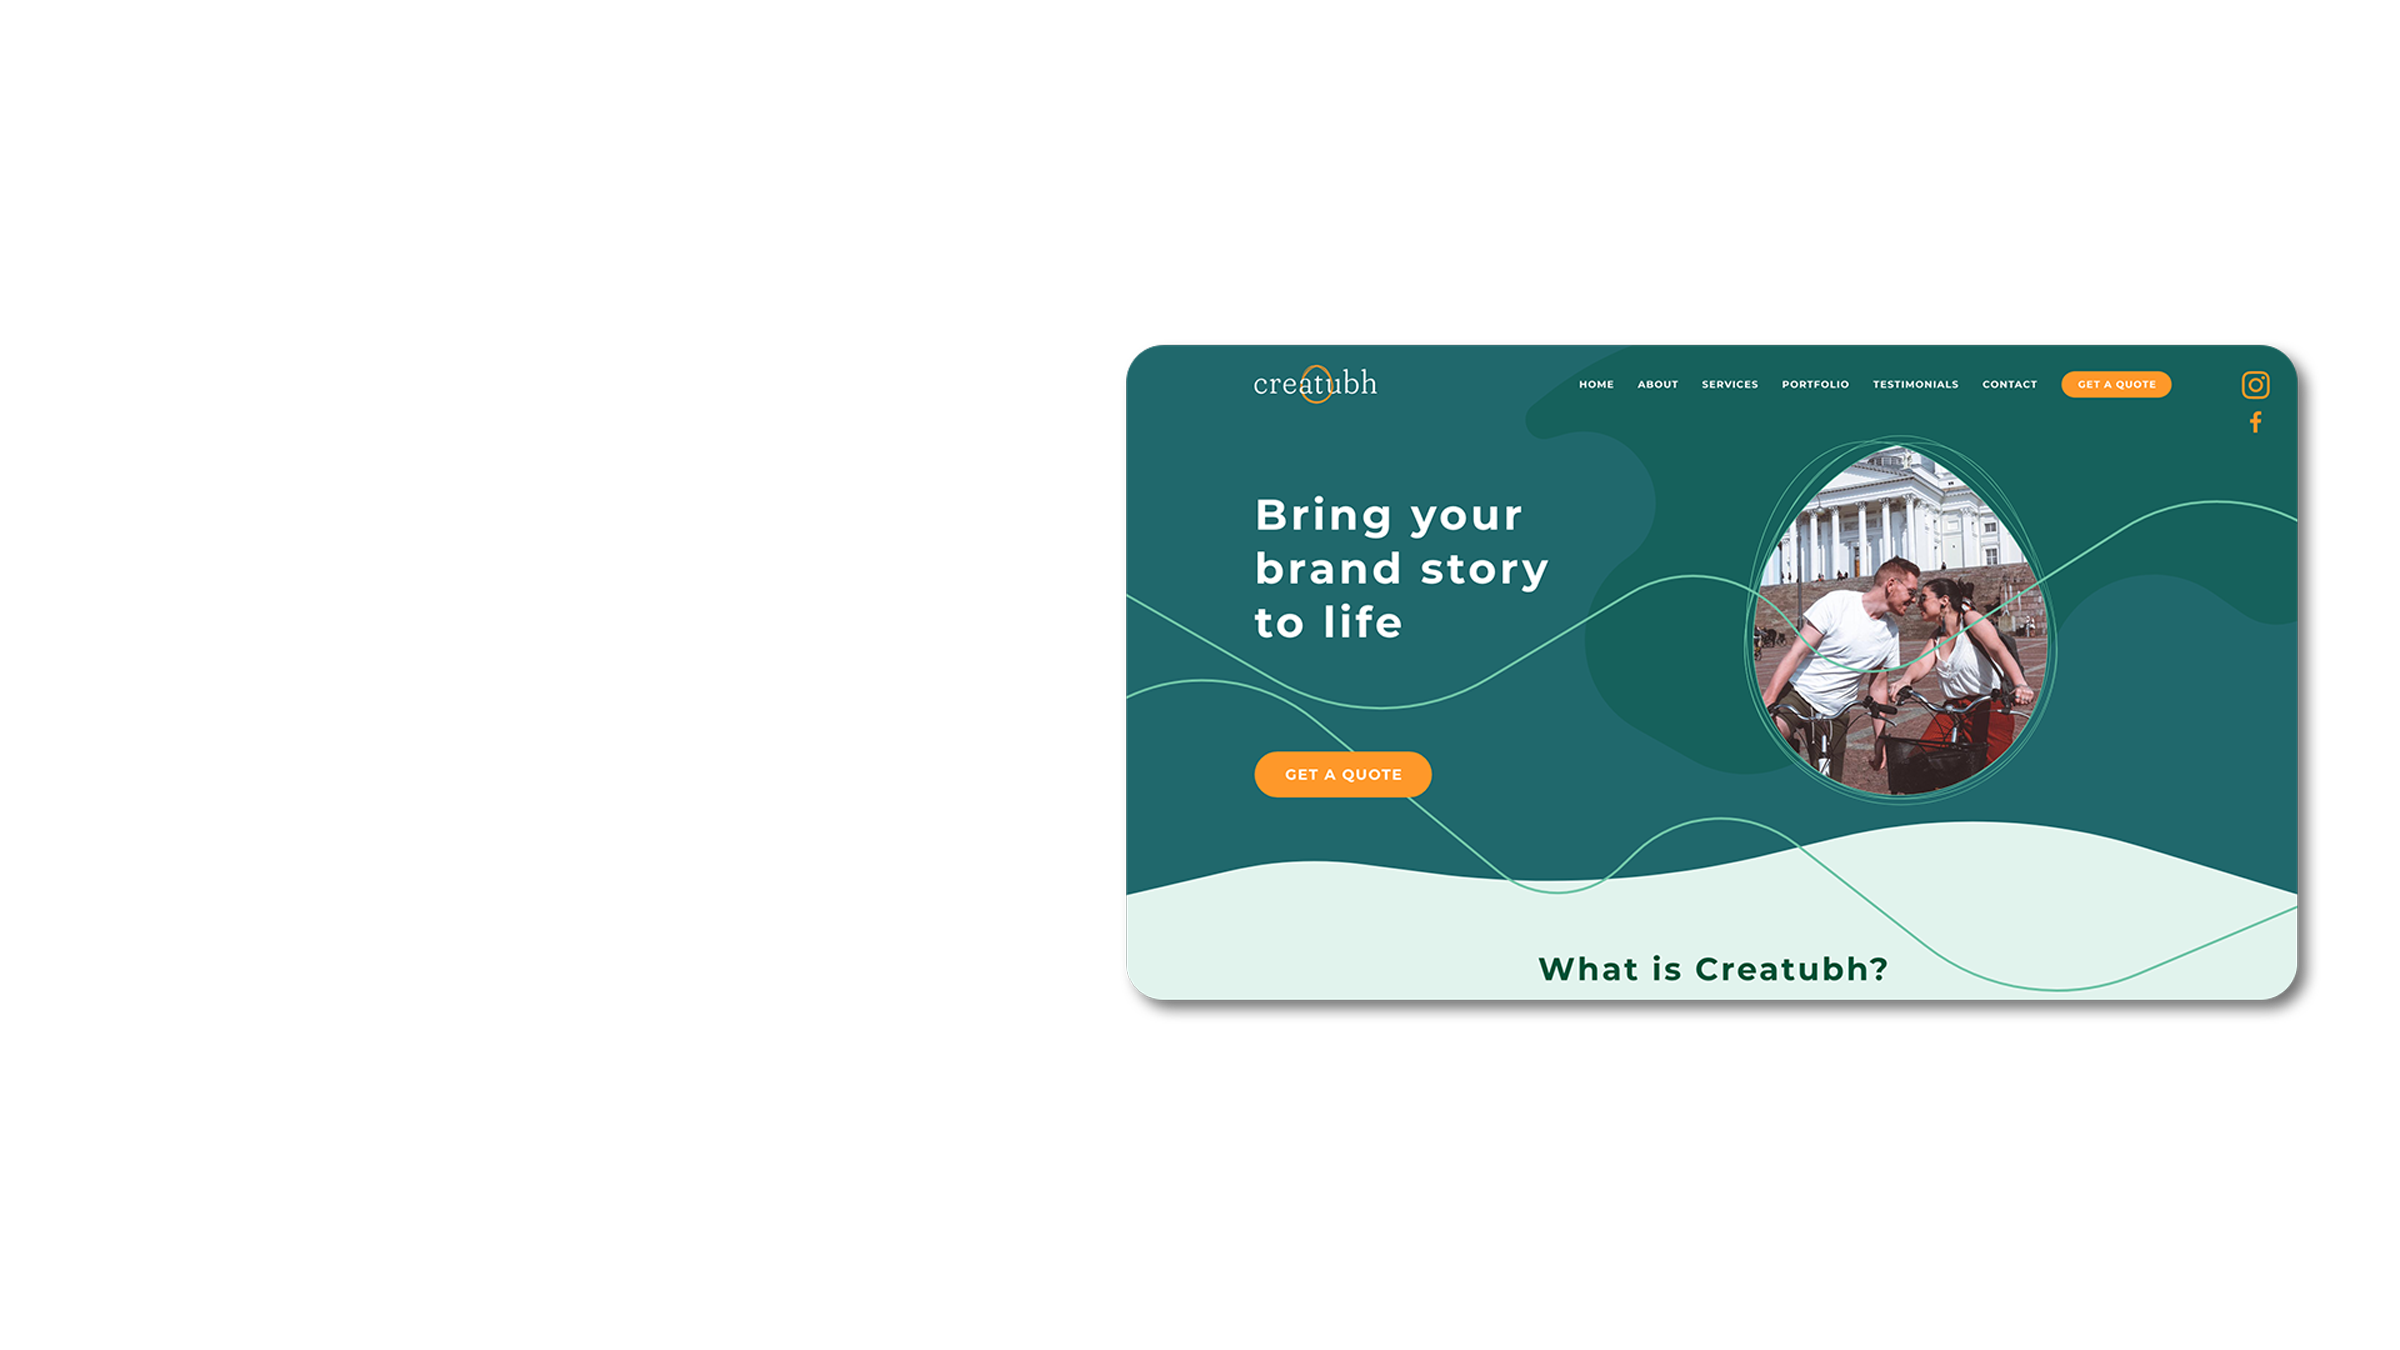 creatubh
HOME ABOUT SERVICES PORTFOLIO TESTIMONIALS CONTACT GET A QUOTE
Bring your
brand story
to life
GET A QUOTE
What is Creatubh?